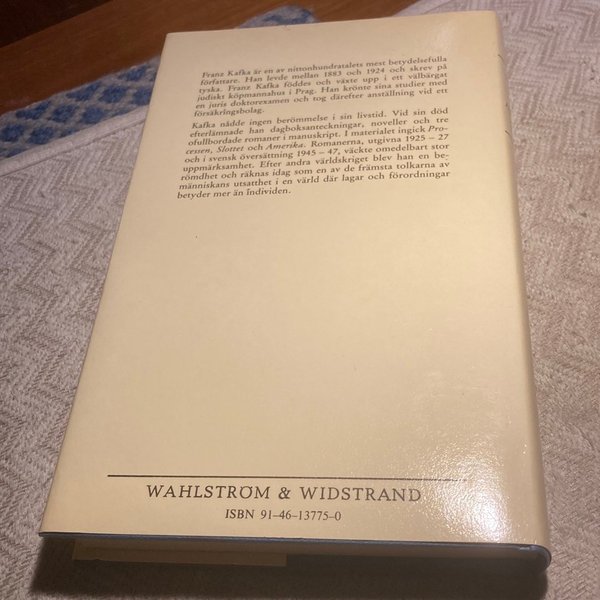 Franz Kafka är en av nittonhundratalets mest betydelsefulla
författare. Han levde mellan 1883 och 1924 och skrev på
tyska. Franz Kafka föddes och växte upp i ett välbärgat
judiskt köpmannahus i Prag. Han krönte sina studier med
en juris doktorexamen och tog därefter anställning vid ett
försäkringsbolag.
Kafka nådde ingen berömmelse i sin livstid. Vid sin död
efterlämnade han dagboksanteckningar, noveller och tre
ofullbordade romaner i manuskript. I materialet ingick Pro-
cessen, Slottet och Amerika. Romanerna, utgivna 1925 – 27
och i svensk översättning 1945 – 47, väckte omedelbart stor
uppmärksamhet. Efter andra världskriget blev han en be-
römdhet och räknas idag som en av de främsta tolkarna av
människans utsatthet i en värld där lagar och förordningar
betyder mer än individen.
WAHLSTRÖM & WIDSTRAND
ISBN 91–46–13775–0